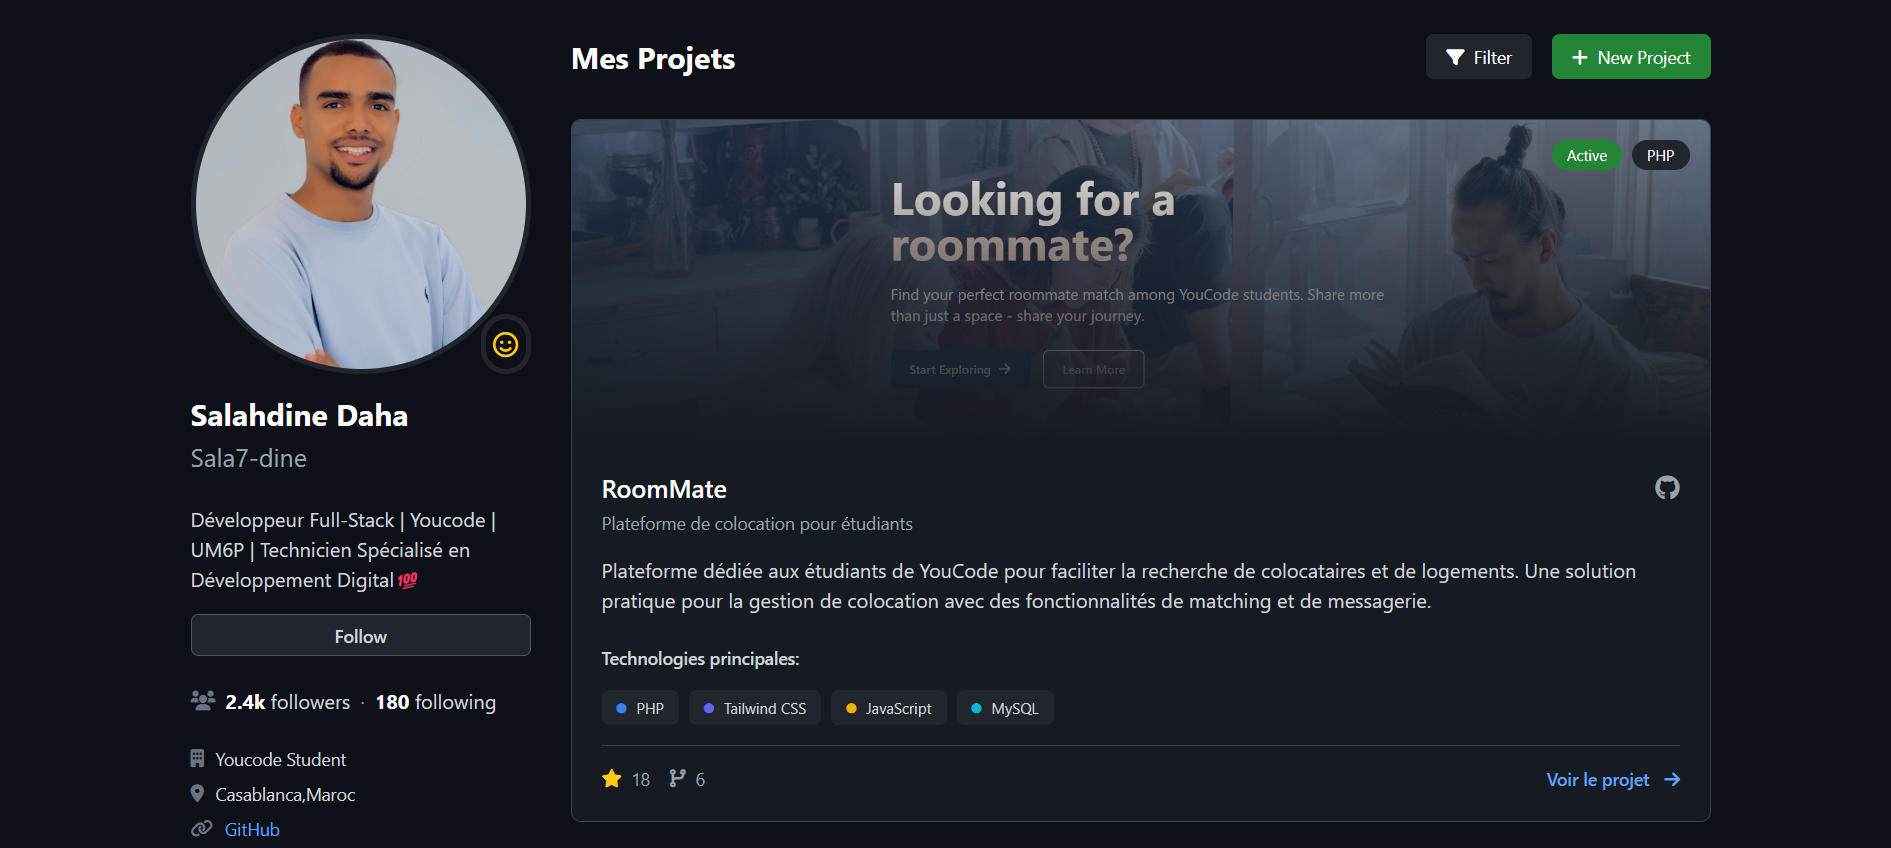 Salahdine Daha
Sala7-dine
Développeur Full-Stack | Youcode |
UM6P | Technicien Spécialisé en
Développement Digital💯
Follow
2.4k followers · 180 following
Youcode Student
Casablanca,Maroc
GitHub
Mes Projets
Filter
New Project
Active
PHP
Looking for a
roommate?
Find your perfect roommate match among YouCode students. Share more
than just a space - share your journey.
Start Exploring
Learn More
RoomMate
Plateforme de colocation pour étudiants
Plateforme dédiée aux étudiants de YouCode pour faciliter la recherche de colocataires et de logements. Une solution
pratique pour la gestion de colocation avec des fonctionnalités de matching et de messagerie.
Technologies principales:
PHP
Tailwind CSS
JavaScript
MySQL
18
6
Voir le projet